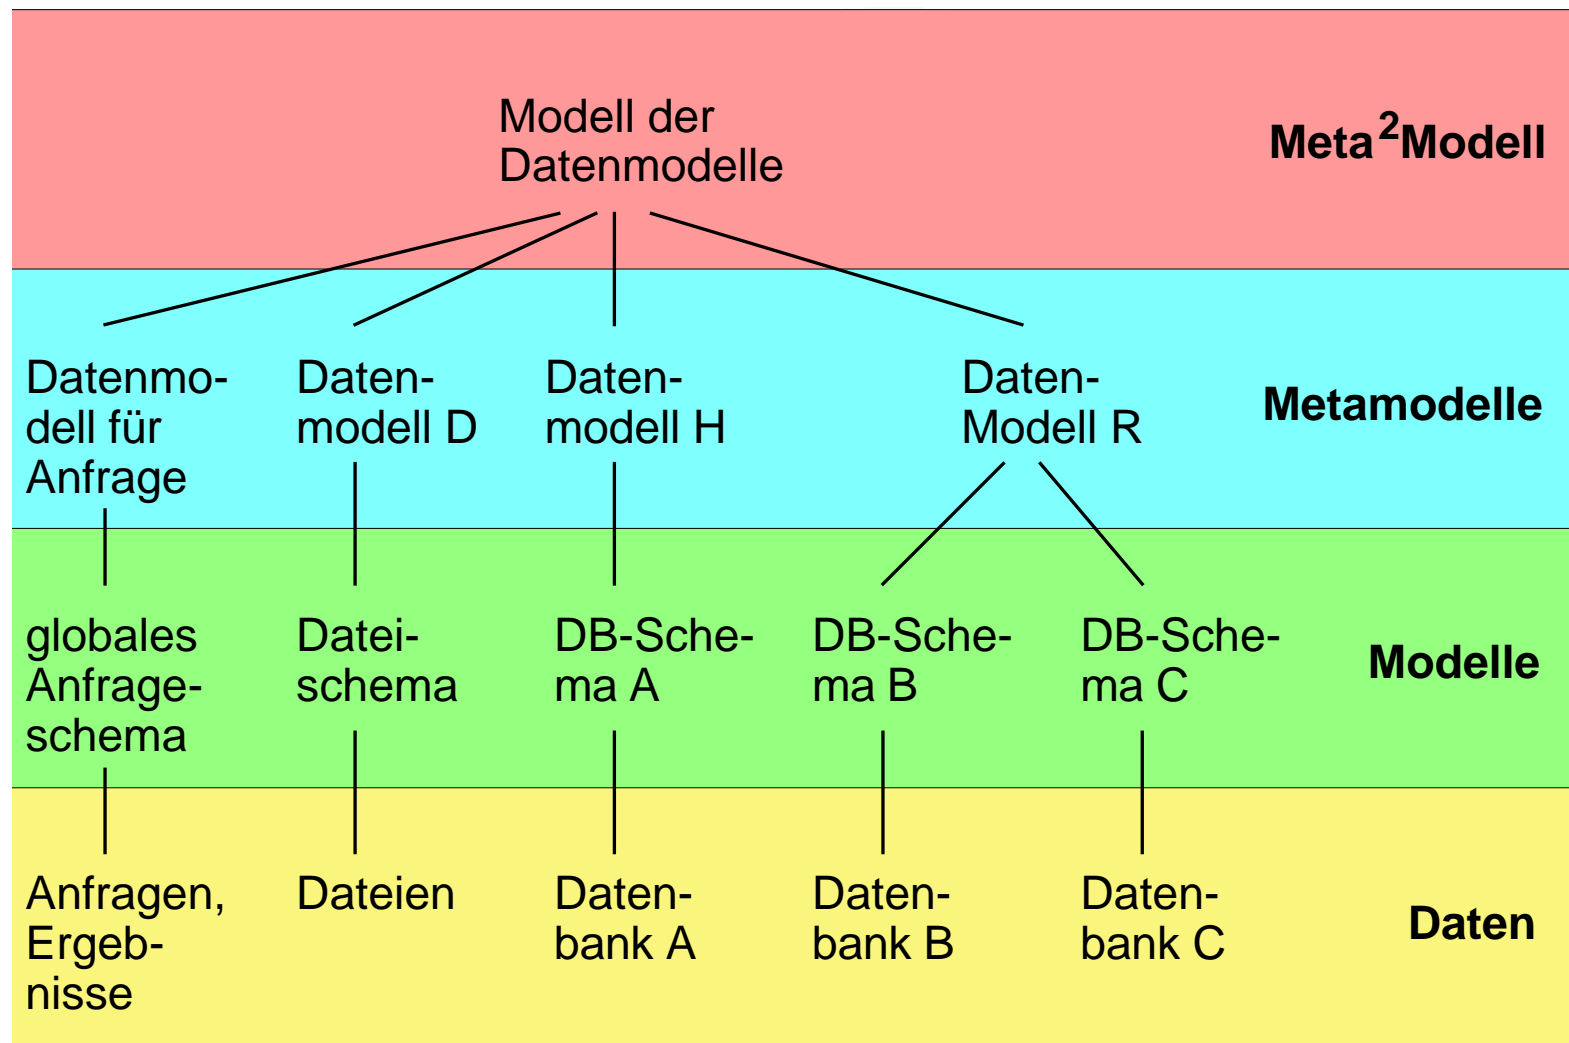 Modell der
Datenmodelle
Meta²Modell
Datenmo-
dell für
Anfrage
Daten-
modell D
Daten-
modell H
Daten-
Modell R
Metamodelle
globales
Anfrage-
schema
Datei-
schema
DB-Sche-
ma A
DB-Sche-
ma B
DB-Sche-
ma C
Modelle
Anfragen,
Ergeb-
nisse
Dateien
Daten-
bank A
Daten-
bank B
Daten-
bank C
Daten